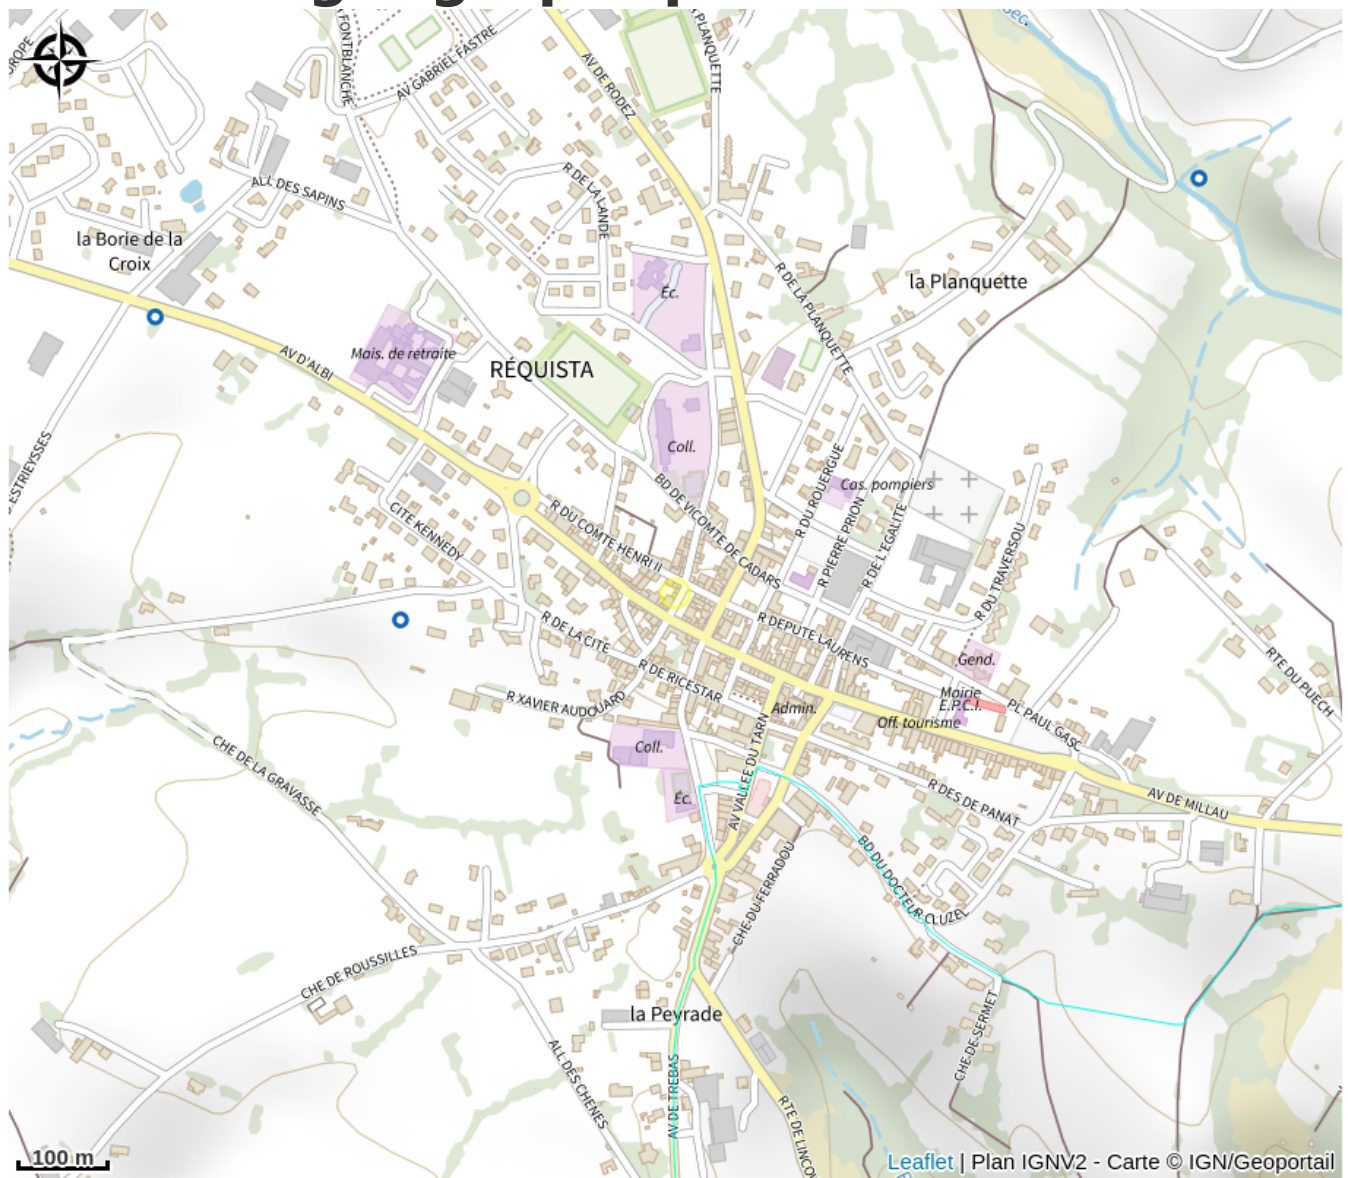 FONTBLANCHE
AV GABRIEL FASTRE
AV DE RODEZ
PLANQUETTE
ALL DES SAPINS
R DE LA LANDE
la Borie de la
Croix
Éc.
R DE LA PLANQUETTE
la Planquette
Mais. de retraite
AV D'ALBI
RÉQUISTA
Coll.
Cas. pompiers
R DU ROUERGUE
R PIERRE PRION
R DE L'EGALITE
R DU TRAVERSOU
BD DE VICOMTE DE CADARS
R DU COMTE HENRI II
CITE KENNEDY
R DE LA CITE
R DE RICESTAR
R DEPUTE LAURENS
Gend.
Mairie
E.P.C.I.
PL PAUL GASC
RTE DU PUECH
R XAVIER AUDOUARD
Admin.
Off. tourisme
Coll.
Éc.
AV VALLEE DU TARN
CHE DE LA GRAVASSE
R DES DE PANAT
AV DE MILLAU
BD DU DOCTEUR CLUZEL
CHE DU FERRADOU
CHE DE ROUSSILLES
la Peyrade
CHE DE SERMET
ALL DES CHENES
AV DE TREBAS
100 m
Leaflet | Plan IGNV2 - Carte © IGN/Geoportail